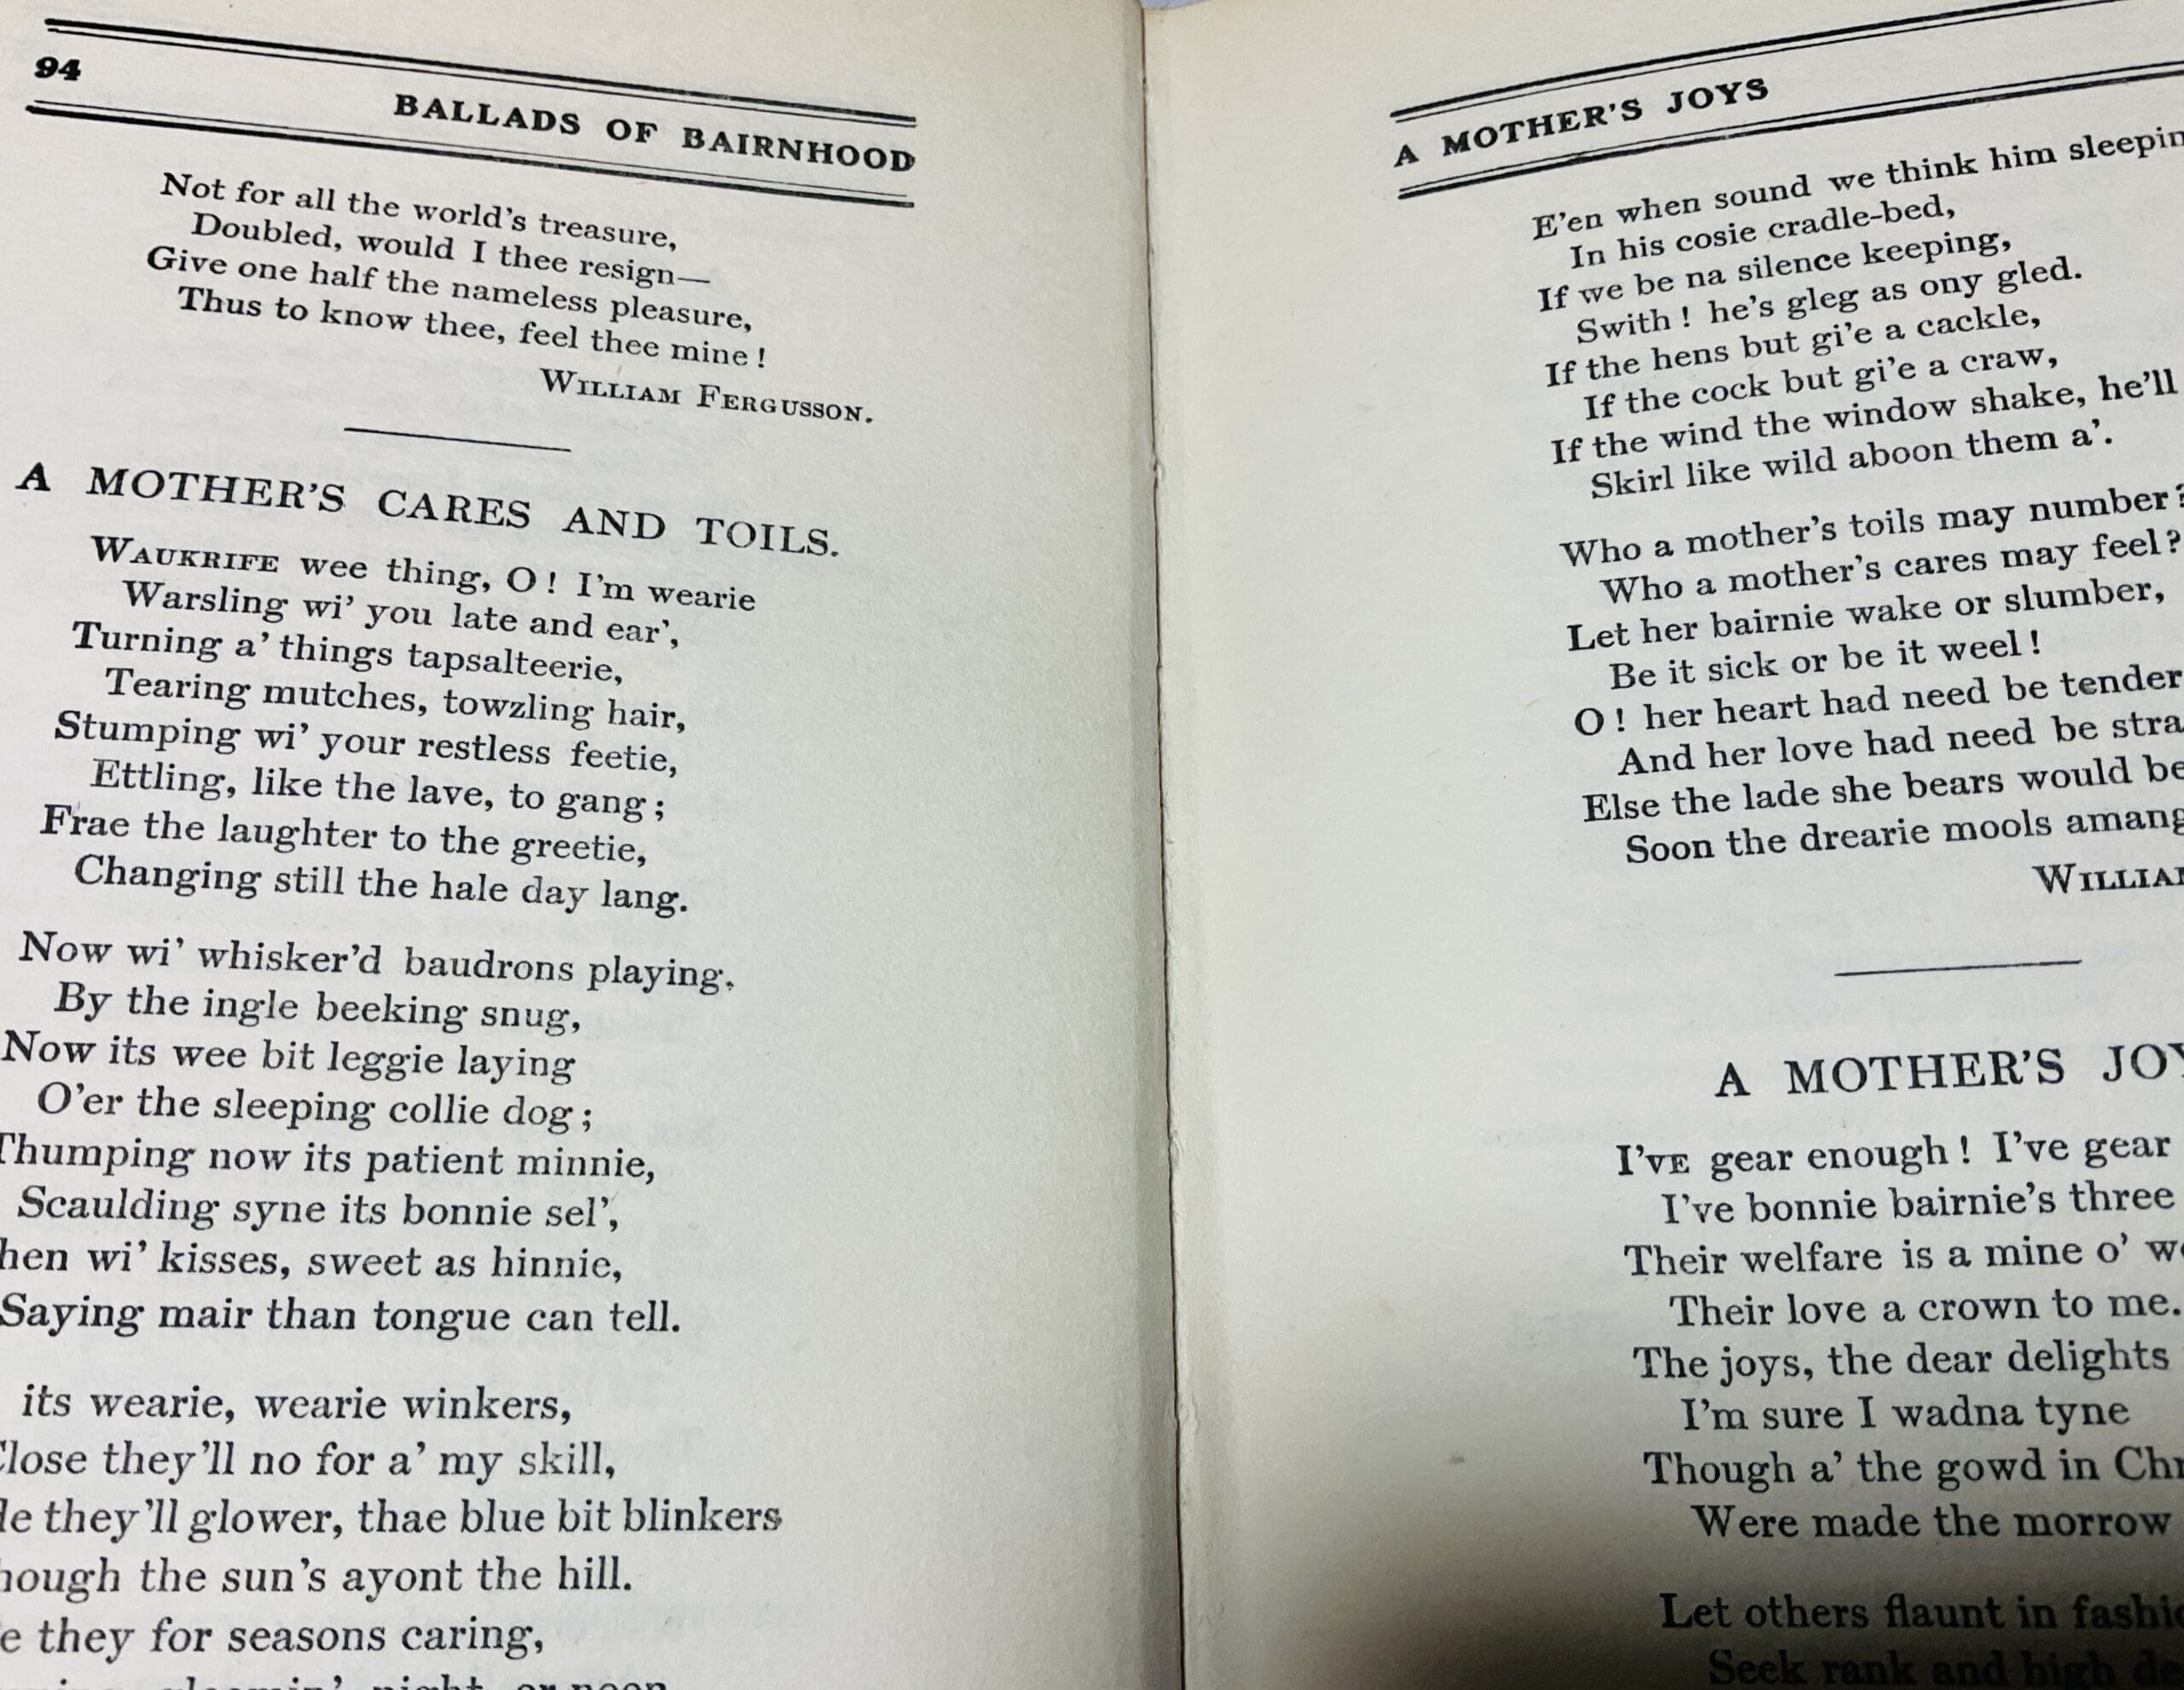 94
BALLADS OF BAIRNHOOD
Not for all the world's treasure,
Doubled, would I thee resign—
Give one half the nameless pleasure,
Thus to know thee, feel thee mine!
WILLIAM FERGUSSON.
A MOTHER'S CARES AND TOILS.
WAUKRIFE wee thing, O! I'm wearie
Warsling wi' you late and ear',
Turning a' things tapsalteerie,
Tearing mutches, towzling hair,
Stumping wi' your restless feetie,
Ettling, like the lave, to gang;
Frae the laughter to the greetie,
Changing still the hale day lang.
Now wi' whisker'd baudrons playing,
By the ingle beeking snug,
Now its wee bit leggie laying
O'er the sleeping collie dog;
Thumping now its patient minnie,
Scaulding syne its bonnie sel',
wi' kisses, sweet as hinnie,
Saying mair than tongue can tell.
its wearie, wearie winkers,
Close they'll no for a' my skill,
they'll glower, thae blue bit blinkers
the sun's ayont the hill.
they for seasons caring,
night or noon
A MOTHER'S JOYS
E'en when sound we think him
In his cosie cradle-bed,
If we be na silence keeping,
Swith! he's gleg as ony gled.
If the hens but gi'e a cackle,
If the cock but gi'e a craw,
If the wind the window shake, he'll
Skirl like wild aboon them a'.
Who a mother's toils may number?
Who a mother's cares may feel?
Let her bairnie wake or slumber,
Be it sick or be it weel!
O! her heart had need be tender
And her love had need be
Else the lade she bears would
Soon the drearie mools amang
A MOTHER'S
I'VE gear enough! I've gear
I've bonnie bairnie's three
Their welfare is a mine o'
Their love a crown to me.
The joys, the dear delights
I'm sure I wadna tyne
Though a' the gowd in
Were made the morrow
Let others flaunt in
Seek rank and high